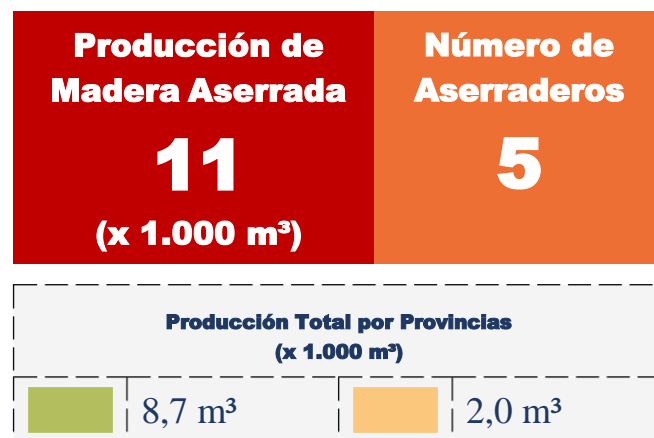 Producción de
Madera Aserrada
11
(x 1.000 m³)
Número de
Aserraderos
5
Producción Total por Provincias
(x 1.000 m³)
8,7 m³
2,0 m³